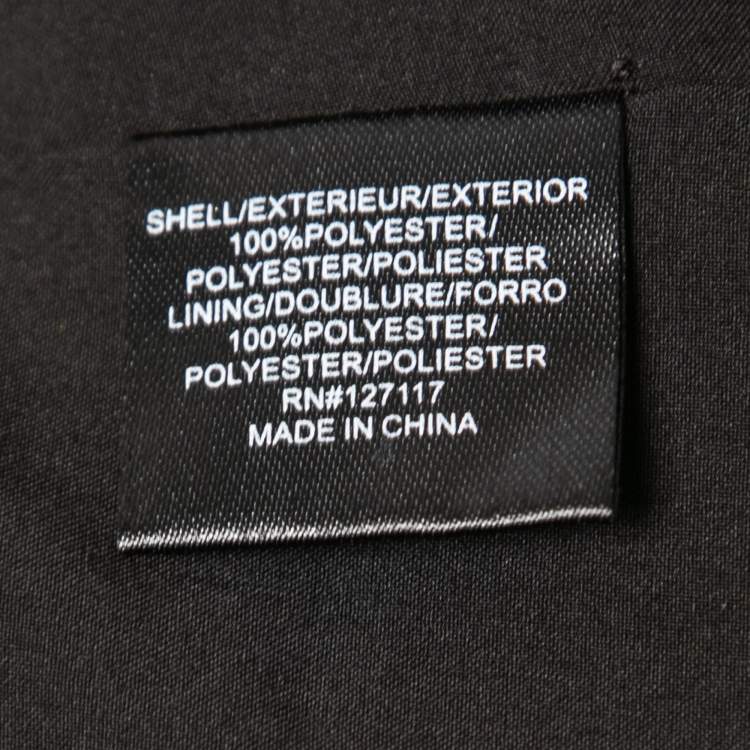 SHELL/EXTERIEUR/EXTERIOR
100%POLYESTER/
POLYESTER/POLIESTER
LINING/DOUBLURE/FORRO
100%POLYESTER/
POLYESTER/POLIESTER
RN#127117
MADE IN CHINA